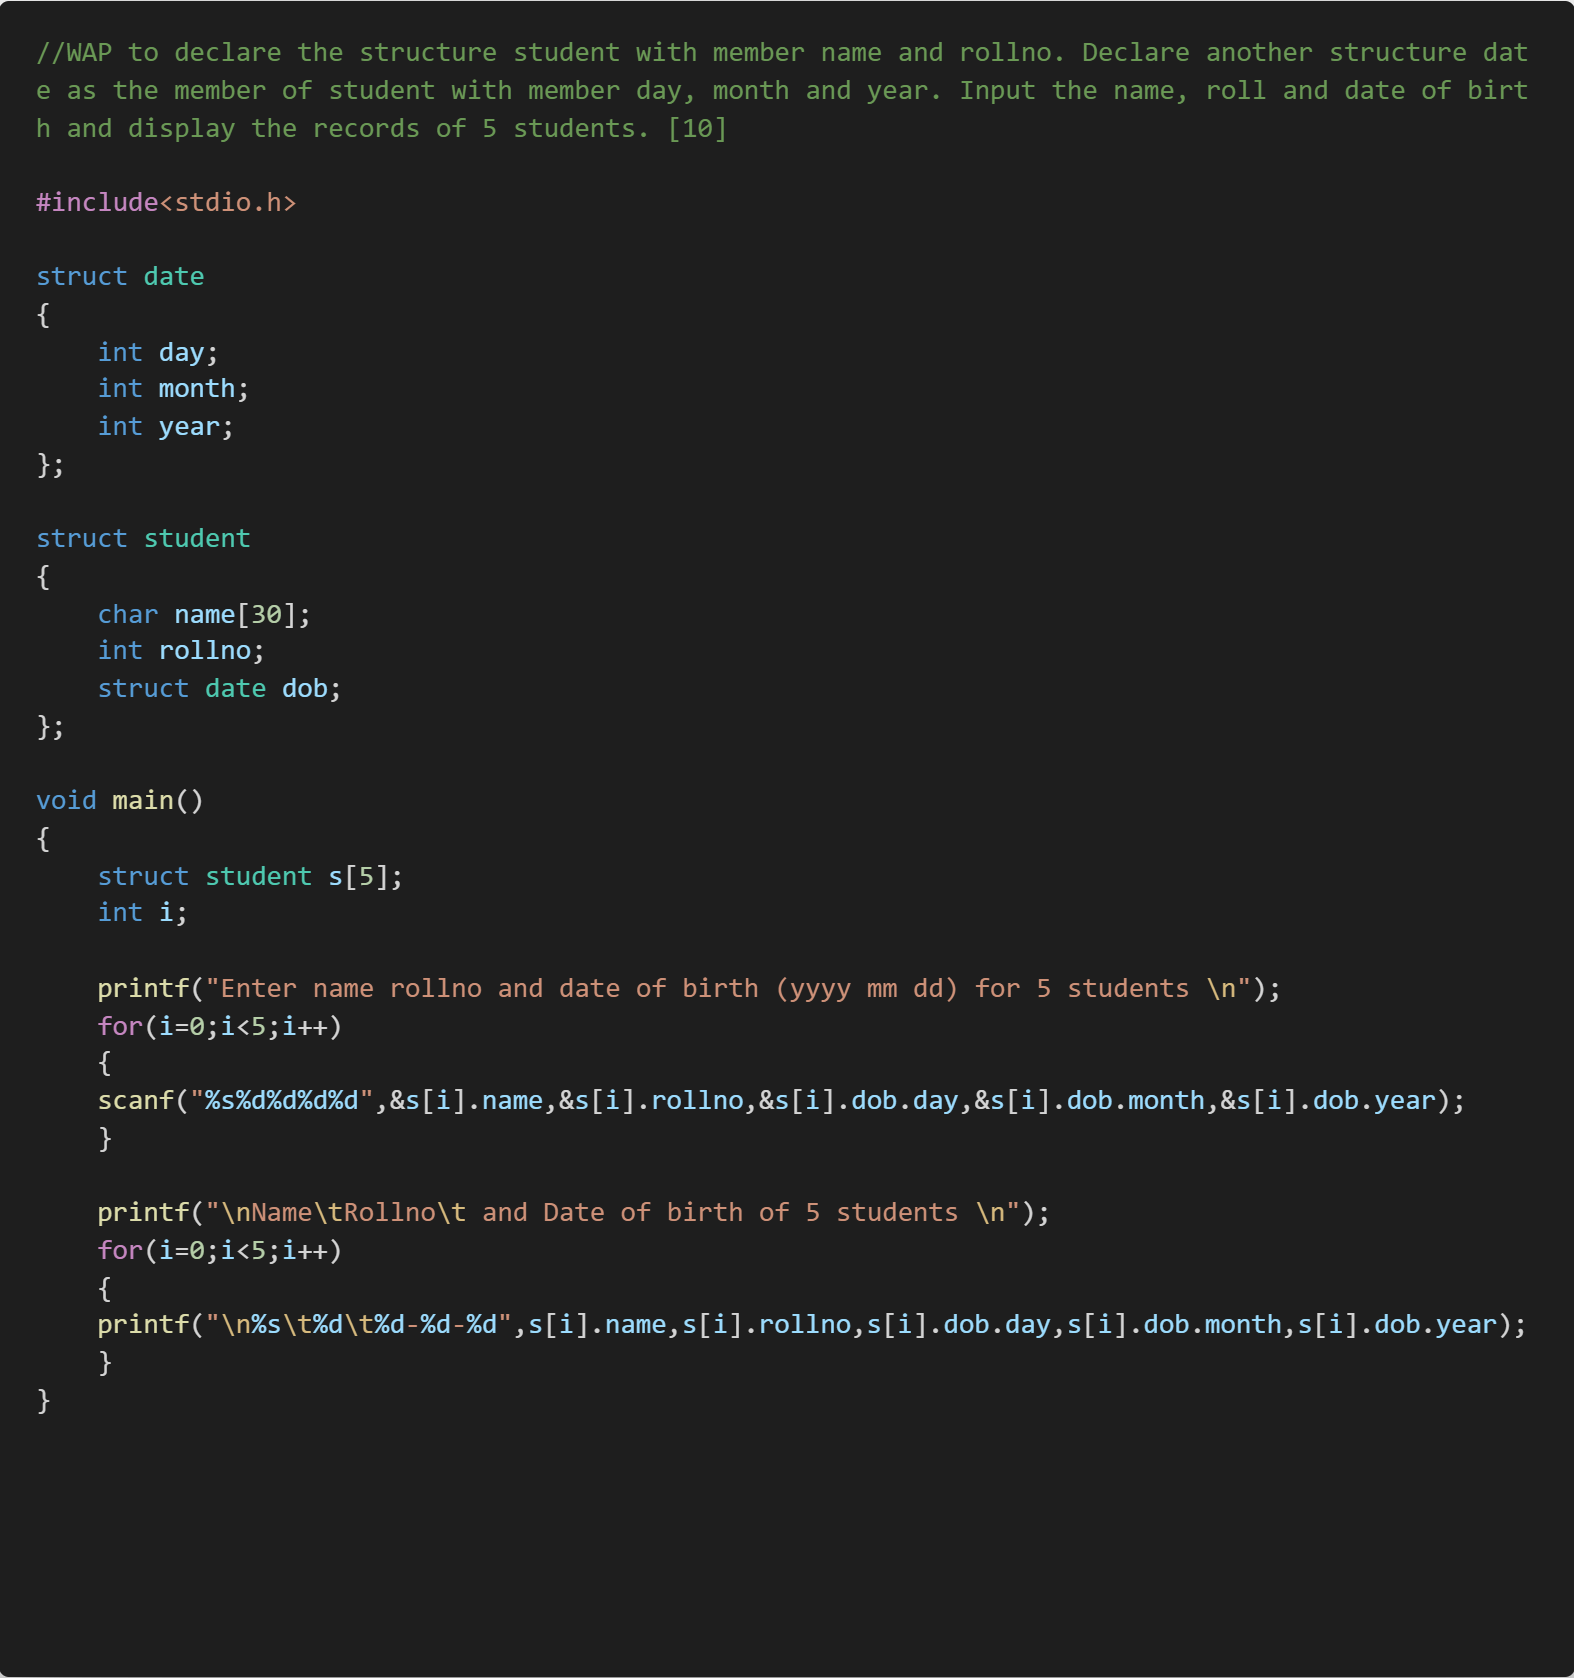 //WAP to declare the structure student with member name and rollno. Declare another structure dat
e as the member of student with member day, month and year. Input the name, roll and date of birt
h and display the records of 5 students. [10]

#include<stdio.h>

struct date
{
    int day;
    int month;
    int year;
};

struct student
{
    char name[30];
    int rollno;
    struct date dob;
};

void main()
{
    struct student s[5];
    int i;

    printf("Enter name rollno and date of birth (yyyy mm dd) for 5 students \n");
    for(i=0;i<5;i++)
    {
    scanf("%s%d%d%d%d",&s[i].name,&s[i].rollno,&s[i].dob.day,&s[i].dob.month,&s[i].dob.year);
    }

    printf("\nName\tRollno\t and Date of birth of 5 students \n");
    for(i=0;i<5;i++)
    {
    printf("\n%s\t%d\t%d-%d-%d",s[i].name,s[i].rollno,s[i].dob.day,s[i].dob.month,s[i].dob.year);
    }
}